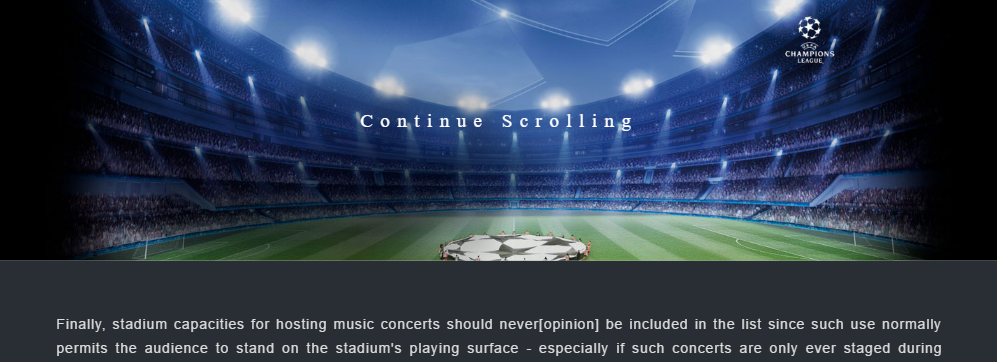 UEFA
CHAMPIONS
LEAGUE
Continue Scrolling
Finally, stadium capacities for hosting music concerts should never[opinion] be included in the list since such use normally
permits the audience to stand on the stadium's playing surface - especially if such concerts are only ever staged during